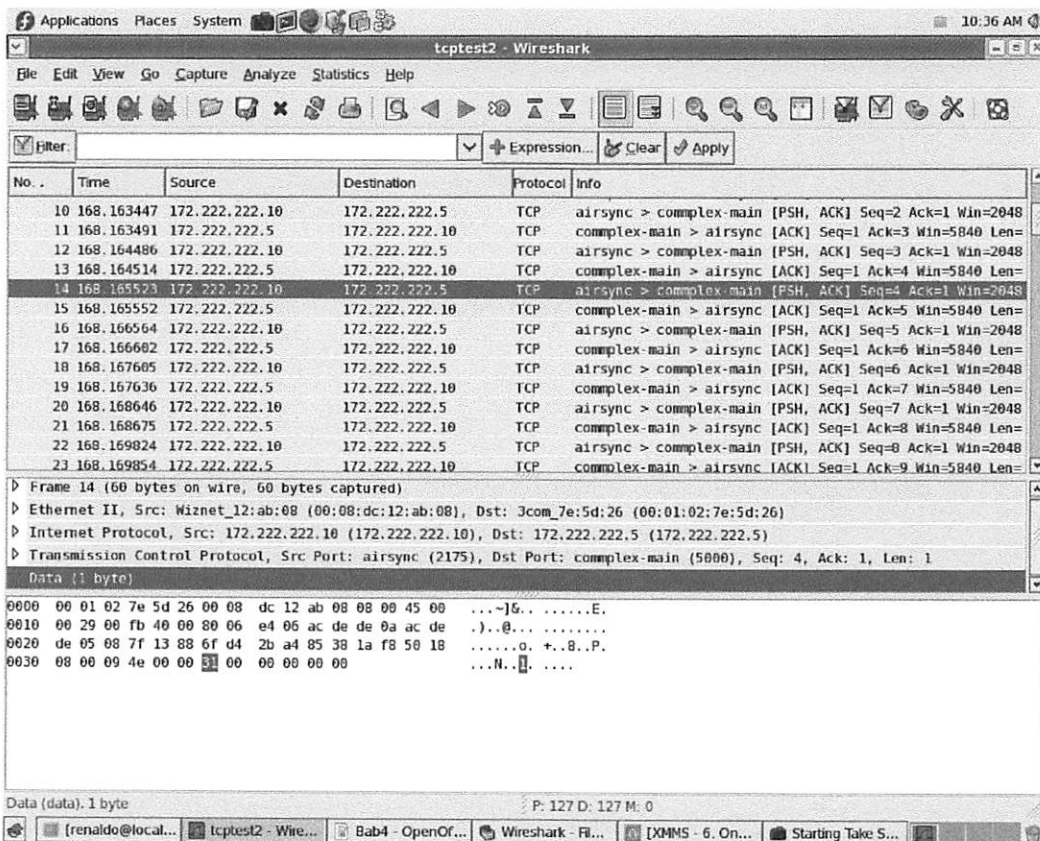 Applications Places System 10:36 AM
tcptest2 - Wireshark
File Edit View Go Capture Analyze Statistics Help
Filter: Expression... Clear Apply
No. . Time Source Destination Protocol Info
10 168.163447 172.222.222.10 172.222.222.5 TCP airsync > commplex-main [PSH, ACK] Seq=2 Ack=1 Win=2048
11 168.163491 172.222.222.5 172.222.222.10 TCP commplex-main > airsync [ACK] Seq=1 Ack=3 Win=5840 Len=
12 168.164486 172.222.222.10 172.222.222.5 TCP airsync > commplex-main [PSH, ACK] Seq=3 Ack=1 Win=2048
13 168.164514 172.222.222.5 172.222.222.10 TCP commplex-main > airsync [ACK] Seq=1 Ack=4 Win=5840 Len=
14 168.165523 172.222.222.10 172.222.222.5 TCP airsync > commplex-main [PSH, ACK] Seq=4 Ack=1 Win=2048
15 168.165552 172.222.222.5 172.222.222.10 TCP commplex-main > airsync [ACK] Seq=1 Ack=5 Win=5840 Len=
16 168.166564 172.222.222.10 172.222.222.5 TCP airsync > commplex-main [PSH, ACK] Seq=5 Ack=1 Win=2048
17 168.166602 172.222.222.5 172.222.222.10 TCP commplex-main > airsync [ACK] Seq=1 Ack=6 Win=5840 Len=
18 168.167605 172.222.222.10 172.222.222.5 TCP airsync > commplex-main [PSH, ACK] Seq=6 Ack=1 Win=2048
19 168.167636 172.222.222.5 172.222.222.10 TCP commplex-main > airsync [ACK] Seq=1 Ack=7 Win=5840 Len=
20 168.168646 172.222.222.10 172.222.222.5 TCP airsync > commplex-main [PSH, ACK] Seq=7 Ack=1 Win=2048
21 168.168675 172.222.222.5 172.222.222.10 TCP commplex-main > airsync [ACK] Seq=1 Ack=8 Win=5840 Len=
22 168.169824 172.222.222.10 172.222.222.5 TCP airsync > commplex-main [PSH, ACK] Seq=8 Ack=1 Win=2048
23 168.169854 172.222.222.5 172.222.222.10 TCP commplex-main > airsync [ACK] Seq=1 Ack=9 Win=5840 Len=
Frame 14 (60 bytes on wire, 60 bytes captured)
Ethernet II, Src: Wiznet_12:ab:08 (00:08:dc:12:ab:08), Dst: 3com_7e:5d:26 (00:01:02:7e:5d:26)
Internet Protocol, Src: 172.222.222.10 (172.222.222.10), Dst: 172.222.222.5 (172.222.222.5)
Transmission Control Protocol, Src Port: airsync (2175), Dst Port: commplex-main (5000), Seq: 4, Ack: 1, Len: 1
Data (1 byte)
0000 00 01 02 7e 5d 26 00 08 dc 12 ab 08 08 00 45 00 ...~]&.. ......E.
0010 00 29 00 fb 40 00 80 06 e4 06 ac de de 0a ac de .)..@... ........
0020 de 05 08 7f 13 88 6f d4 2b a4 85 38 1a f8 50 18 ......o. +..8..P.
0030 08 00 09 4e 00 00 31 00 00 00 00 00 ...N..1. ....
Data (data). 1 byte P: 127 D: 127 M: 0
[renaldo@local... tcptest2 - Wire... Bab4 - OpenOf... Wireshark - Fil... [XMMS - 6. On... Starting Take S...